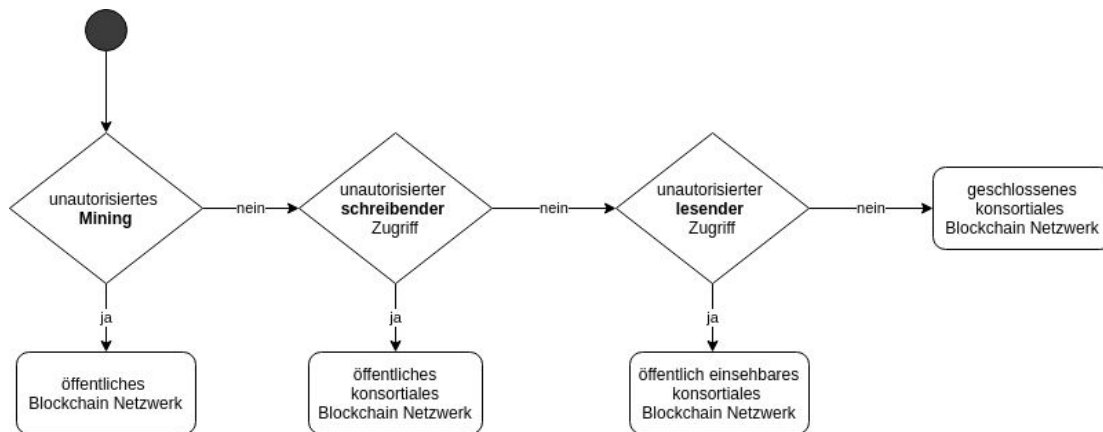 unautorisiertes
Mining
nein
unautorisierter
schreibender
Zugriff
nein
unautorisierter
lesender
Zugriff
nein
geschlossenes
konsortiales
Blockchain Netzwerk
ja
ja
ja
öffentliches
Blockchain Netzwerk
öffentliches
konsortiales
Blockchain Netzwerk
öffentlich einsehbares
konsortiales
Blockchain Netzwerk